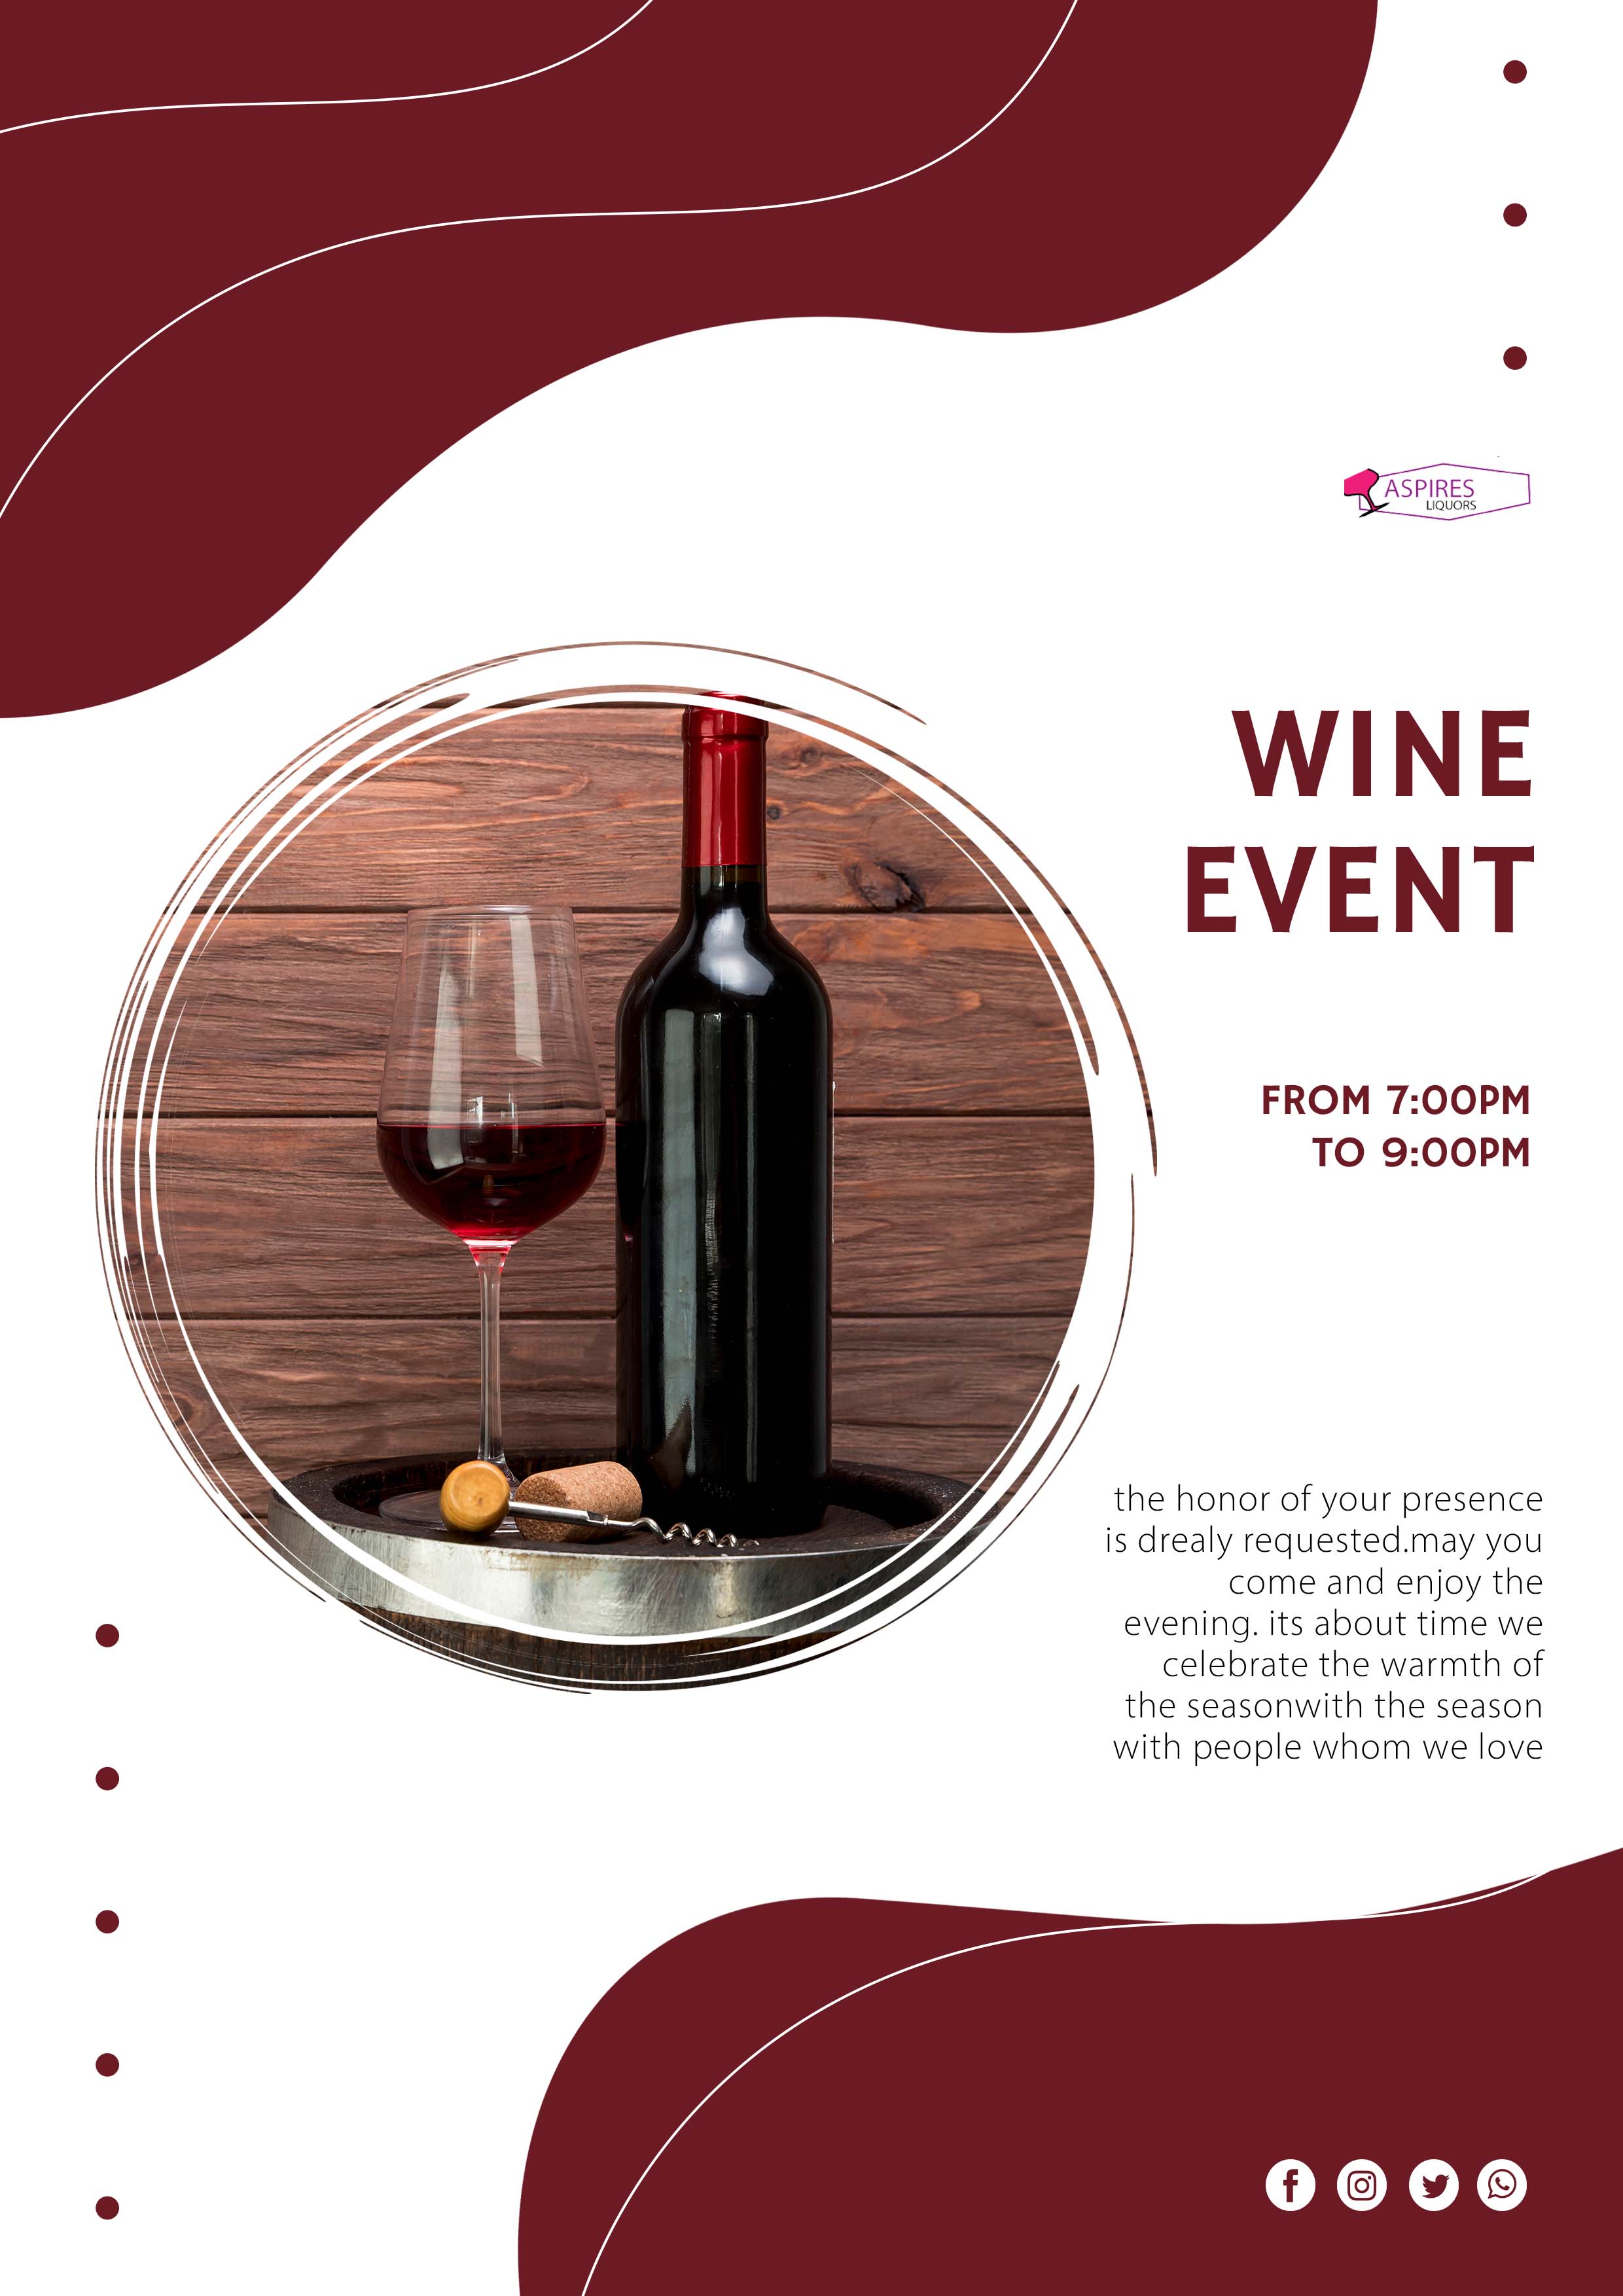 ASPIRES
LIQUORS
WINE
EVENT
FROM 7:00PM
TO 9:00PM
the honor of your presence
is drealy requested.may you
come and enjoy the
evening. its about time we
celebrate the warmth of
the seasonwith the season
with people whom we love